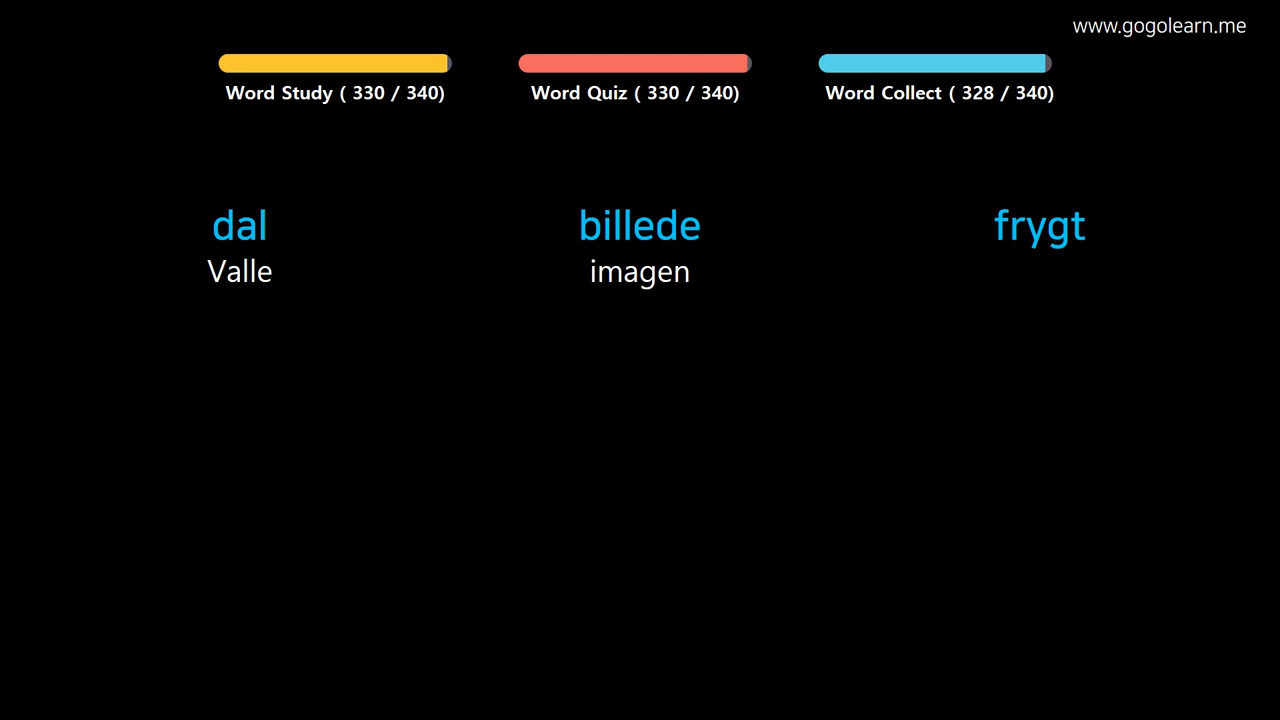 www.gogolearn.me
Word Study ( 330 / 340)
Word Quiz ( 330 / 340)
Word Collect ( 328 / 340)
dal
Valle
billede
imagen
frygt